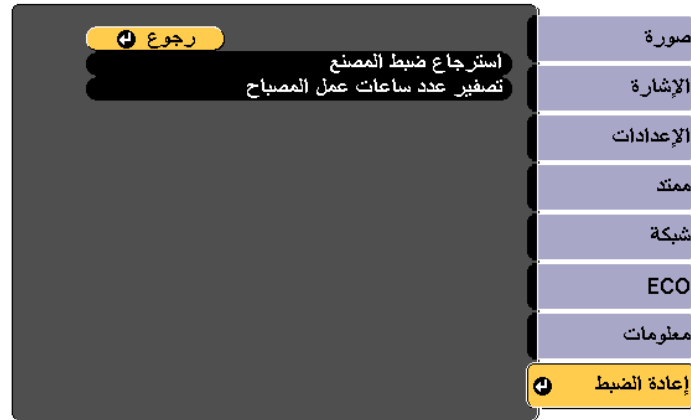 صورة
الإشارة
الإعدادات
ممتد
شبكة
ECO
معلومات
إعادة الضبط
رجوع
استرجاع ضبط المصنع
تصفير عدد ساعات عمل المصباح